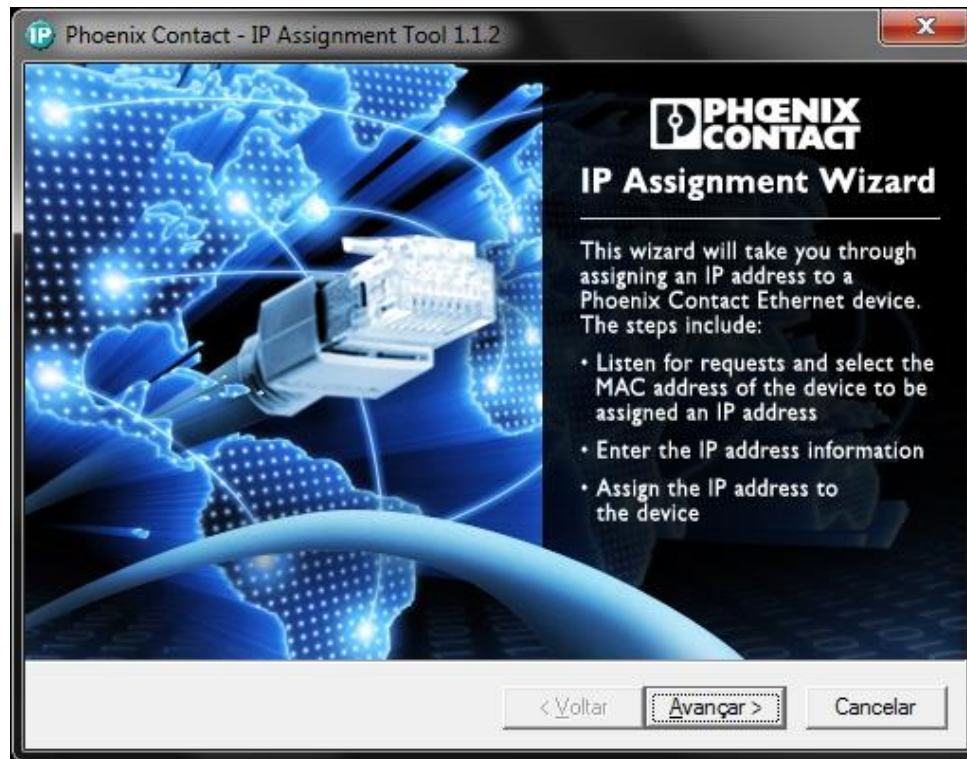 IP Phoenix Contact - IP Assignment Tool 1.1.2
PHŒNIX
CONTACT
IP Assignment Wizard
This wizard will take you through
assigning an IP address to a
Phoenix Contact Ethernet device.
The steps include:
• Listen for requests and select the
MAC address of the device to be
assigned an IP address
• Enter the IP address information
• Assign the IP address to
the device
< Voltar Avançar > Cancelar